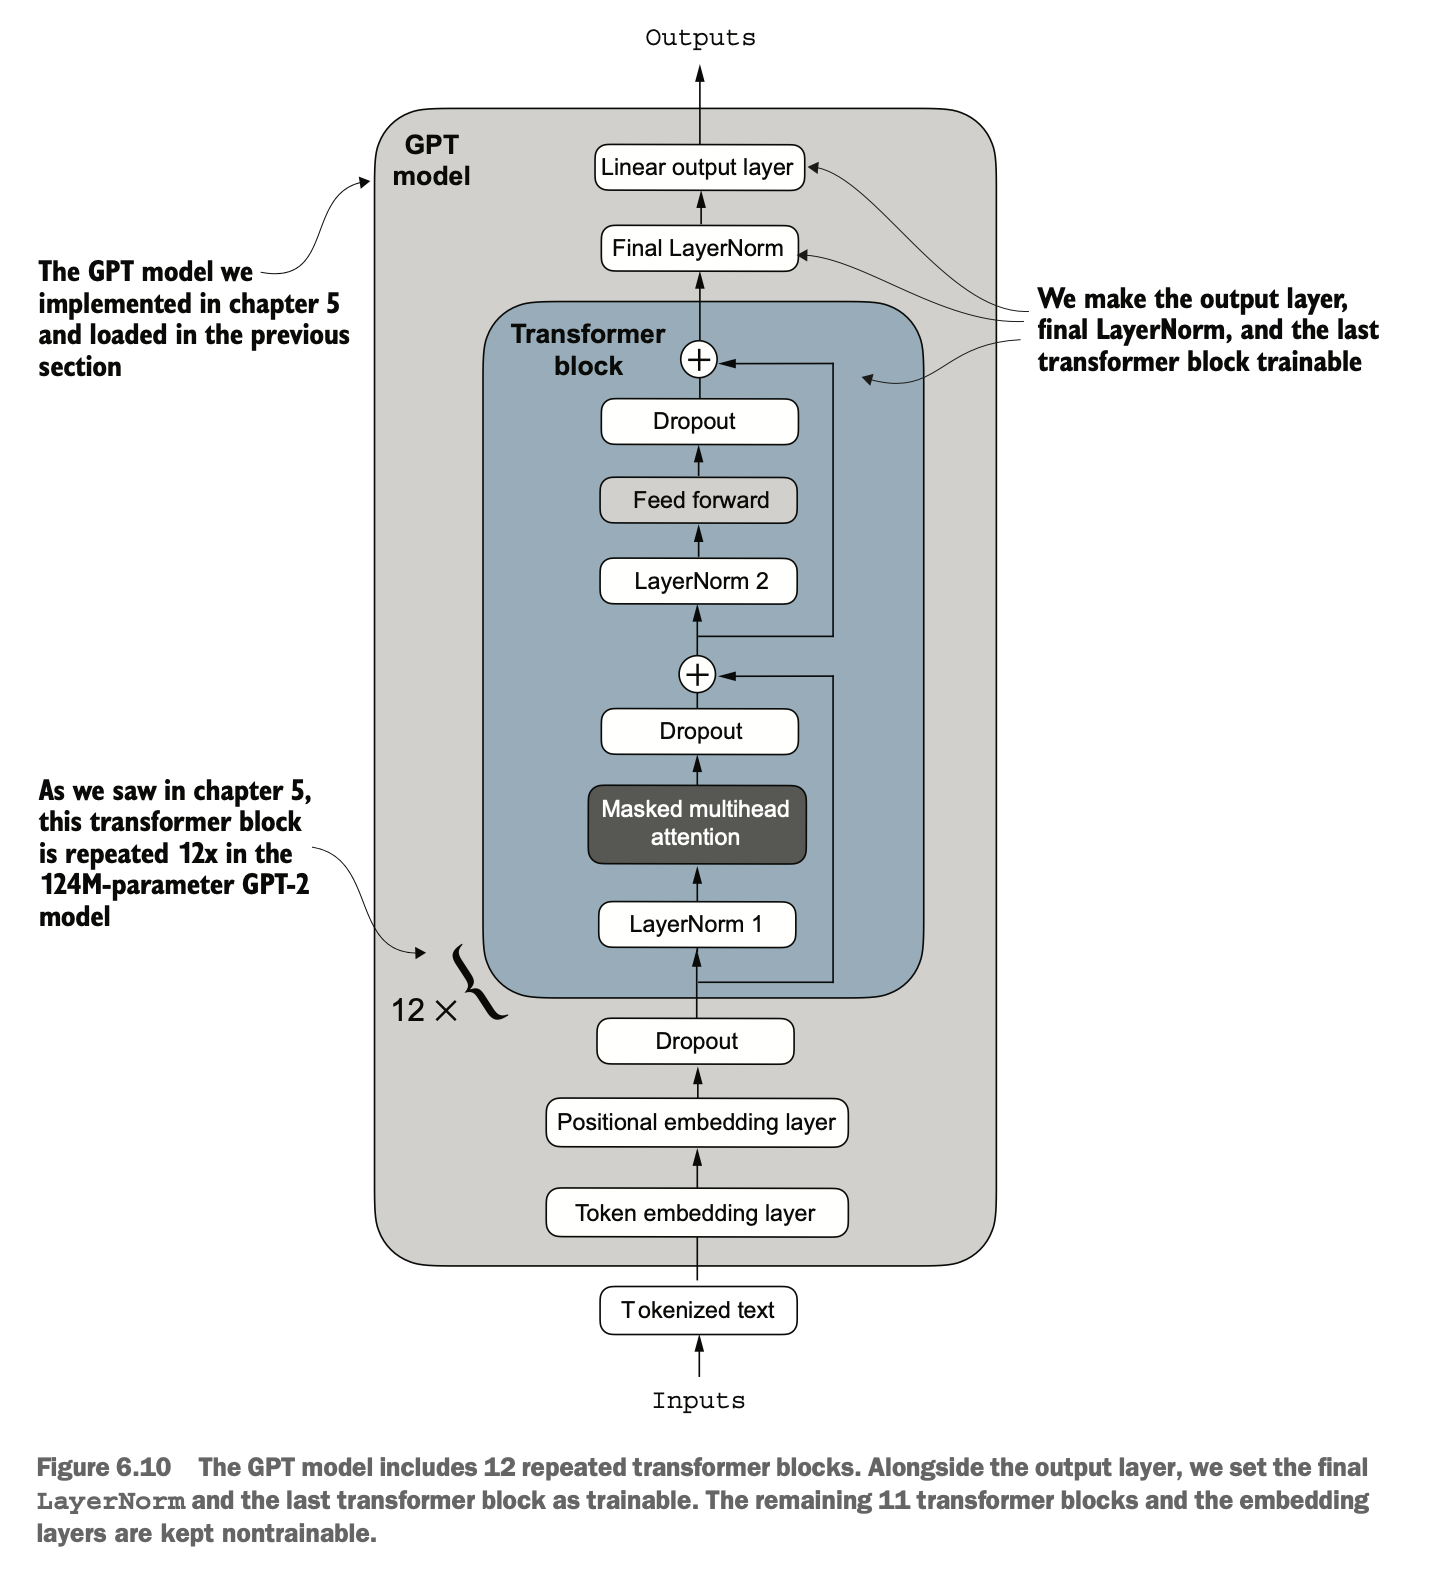 Outputs
GPT
model
Linear output layer
Final LayerNorm
The GPT model we
implemented in chapter 5
and loaded in the previous
section
We make the output layer,
final LayerNorm, and the last
transformer block trainable
Transformer
block
+
Dropout
Feed forward
LayerNorm 2
+
Dropout
Masked multihead
attention
LayerNorm 1
As we saw in chapter 5,
this transformer block
is repeated 12x in the
124M-parameter GPT-2
model
12 × {
Dropout
Positional embedding layer
Token embedding layer
Tokenized text
Inputs
Figure 6.10 The GPT model includes 12 repeated transformer blocks. Alongside the output layer, we set the final
LayerNorm and the last transformer block as trainable. The remaining 11 transformer blocks and the embedding
layers are kept nontrainable.